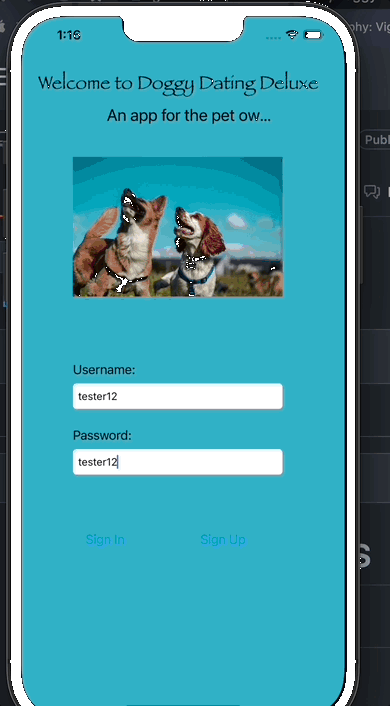 phy: Vig
1:16
Welcome to Doggy Dating Deluxe
An app for the pet ow...
Publ
Username:
tester12
Password:
tester12
Sign In
Sign Up
s